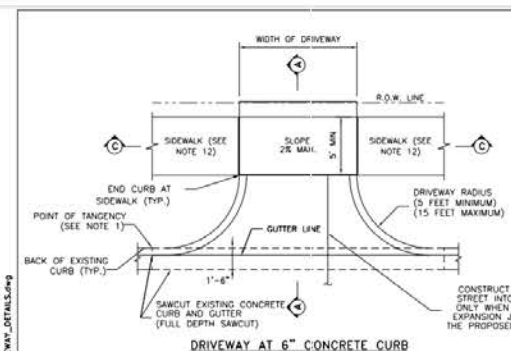 WIDTH OF DRIVEWAY
A
R.O.W. LINE
C
SIDEWALK (SEE
NOTE 12)
SLOPE
2% MAX.
5' MIN
SIDEWALK (SEE
NOTE 12)
C
END CURB AT
SIDEWALK (TYP.)
DRIVEWAY RADIUS
(5 FEET MINIMUM)
(15 FEET MAXIMUM)
POINT OF TANGENCY
(SEE NOTE 1)
GUTTER LINE
BACK OF EXISTING
CURB (TYP.)
1'-6"
SAWCUT EXISTING CONCRETE
CURB AND GUTTER
(FULL DEPTH SAWCUT)
A
CONSTRUCT
STREET INTO
ONLY WHEN
EXPANSION J
THE PROPOSE
DRIVEWAY AT 6" CONCRETE CURB
WAY_DETAILS.dwg